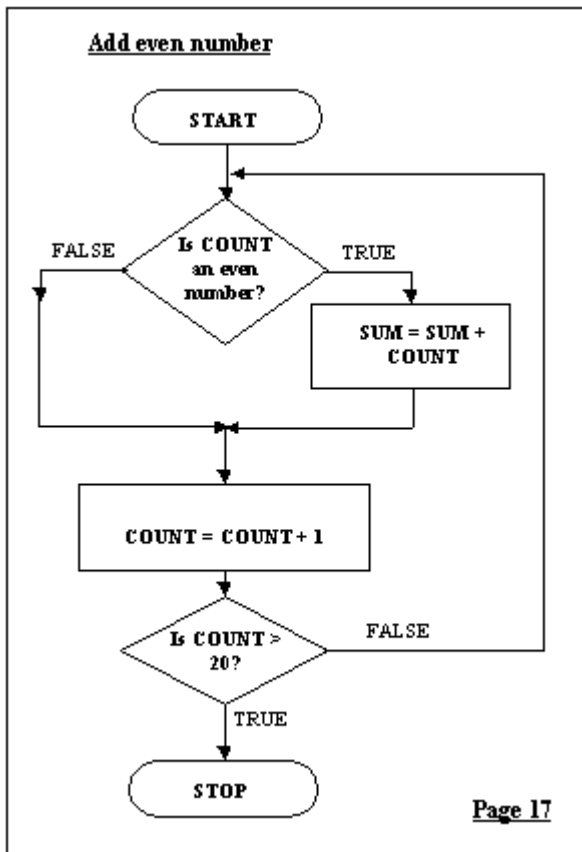 Add even number
START
Is COUNT
an even
number?
FALSE
TRUE
SUM = SUM +
COUNT
COUNT = COUNT + 1
Is COUNT >
20?
FALSE
TRUE
STOP
Page 17